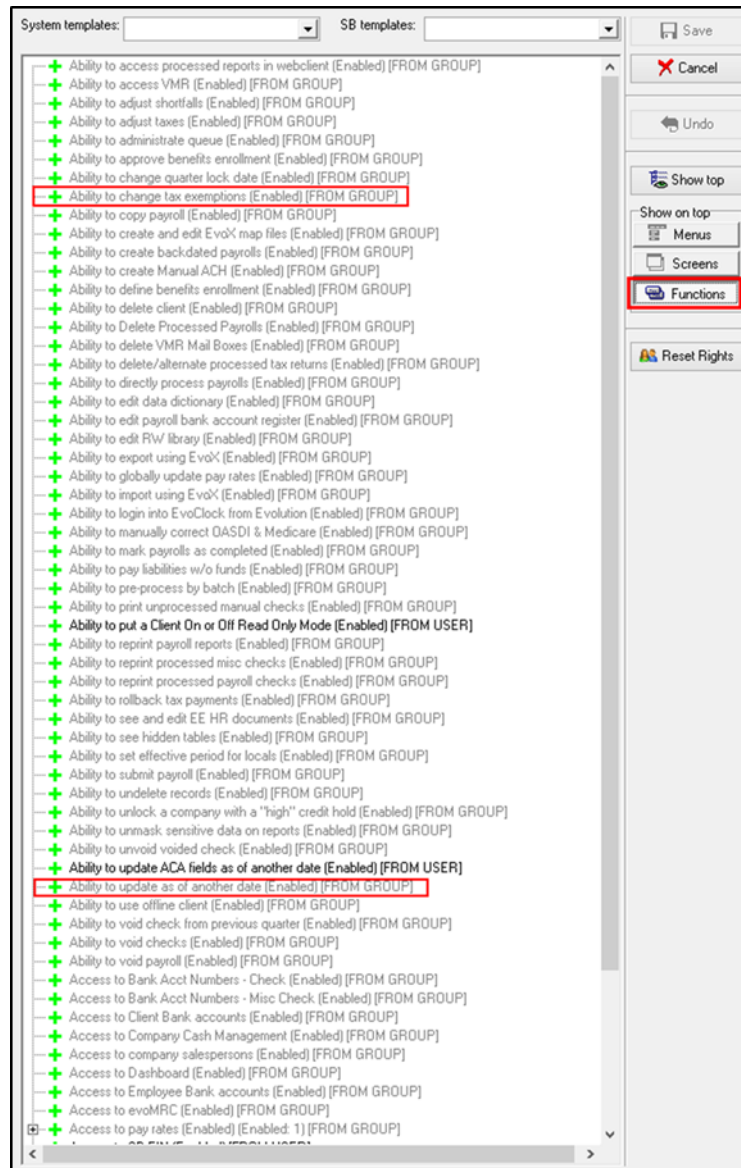 System templates:
SB templates:
Save
Cancel
Undo
Show top
Show on top
Menus
Screens
Functions
Reset Rights
Ability to access processed reports in webclient (Enabled) [FROM GROUP]
Ability to access VMR (Enabled) [FROM GROUP]
Ability to adjust shortfalls (Enabled) [FROM GROUP]
Ability to adjust taxes (Enabled) [FROM GROUP]
Ability to administrate queue (Enabled) [FROM GROUP]
Ability to approve benefits enrollment (Enabled) [FROM GROUP]
Ability to change quarter lock date (Enabled) [FROM GROUP]
Ability to change tax exemptions (Enabled) [FROM GROUP]
Ability to copy payroll (Enabled) [FROM GROUP]
Ability to create and edit EvoX map files (Enabled) [FROM GROUP]
Ability to create backdated payrolls (Enabled) [FROM GROUP]
Ability to create Manual ACH (Enabled) [FROM GROUP]
Ability to define benefits enrollment (Enabled) [FROM GROUP]
Ability to delete client (Enabled) [FROM GROUP]
Ability to Delete Processed Payrolls (Enabled) [FROM GROUP]
Ability to delete VMR Mail Boxes (Enabled) [FROM GROUP]
Ability to delete/alternate processed tax returns (Enabled) [FROM GROUP]
Ability to directly process payrolls (Enabled) [FROM GROUP]
Ability to edit data dictionary (Enabled) [FROM GROUP]
Ability to edit payroll bank account register (Enabled) [FROM GROUP]
Ability to edit RW library (Enabled) [FROM GROUP]
Ability to export using EvoX (Enabled) [FROM GROUP]
Ability to globally update pay rates (Enabled) [FROM GROUP]
Ability to import using EvoX (Enabled) [FROM GROUP]
Ability to login into EvoClock from Evolution (Enabled) [FROM GROUP]
Ability to manually correct OASDI & Medicare (Enabled) [FROM GROUP]
Ability to mark payrolls as completed (Enabled) [FROM GROUP]
Ability to pay liabilities w/o funds (Enabled) [FROM GROUP]
Ability to pre-process by batch (Enabled) [FROM GROUP]
Ability to print unprocessed manual checks (Enabled) [FROM GROUP]
Ability to put a Client On or Off Read Only Mode (Enabled) [FROM USER]
Ability to reprint payroll reports (Enabled) [FROM GROUP]
Ability to reprint processed misc checks (Enabled) [FROM GROUP]
Ability to reprint processed payroll checks (Enabled) [FROM GROUP]
Ability to rollback tax payments (Enabled) [FROM GROUP]
Ability to see and edit EE HR documents (Enabled) [FROM GROUP]
Ability to see hidden tables (Enabled) [FROM GROUP]
Ability to set effective period for locals (Enabled) [FROM GROUP]
Ability to submit payroll (Enabled) [FROM GROUP]
Ability to undelete records (Enabled) [FROM GROUP]
Ability to unlock a company with a "high" credit hold (Enabled) [FROM GROUP]
Ability to unmask sensitive data on reports (Enabled) [FROM GROUP]
Ability to unvoid voided check (Enabled) [FROM GROUP]
Ability to update ACA fields as of another date (Enabled) [FROM USER]
Ability to update as of another date (Enabled) [FROM GROUP]
Ability to use offline client (Enabled) [FROM GROUP]
Ability to void check from previous quarter (Enabled) [FROM GROUP]
Ability to void checks (Enabled) [FROM GROUP]
Ability to void payroll (Enabled) [FROM GROUP]
Access to Bank Acct Numbers - Check (Enabled) [FROM GROUP]
Access to Bank Acct Numbers - Misc Check (Enabled) [FROM GROUP]
Access to Client Bank accounts (Enabled) [FROM GROUP]
Access to Company Cash Management (Enabled) [FROM GROUP]
Access to company salespersons (Enabled) [FROM GROUP]
Access to Dashboard (Enabled) [FROM GROUP]
Access to Employee Bank accounts (Enabled) [FROM GROUP]
Access to evoMRC (Enabled) [FROM GROUP]
Access to pay rates (Enabled) (Enabled: 1) [FROM GROUP]